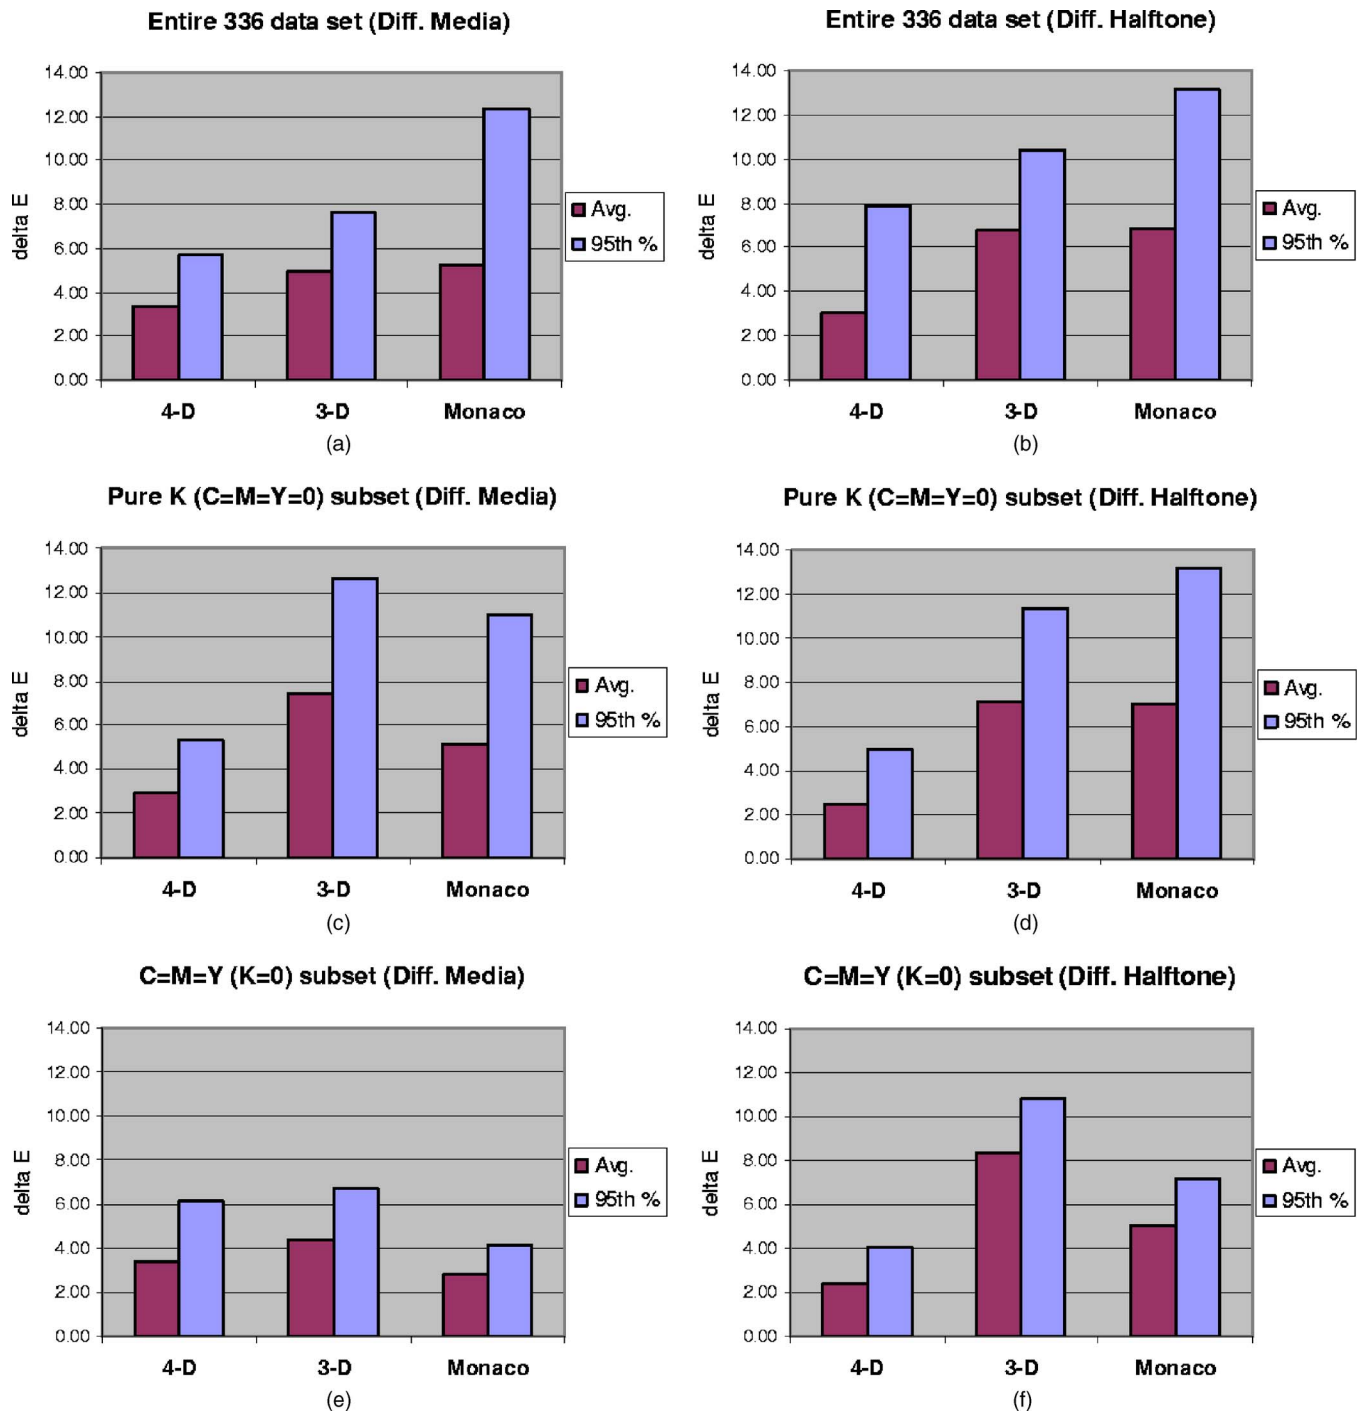 Entire 336 data set (Diff. Media)
14.00
12.00
10.00
8.00
6.00
4.00
2.00
0.00
delta E
4-D 3-D Monaco
Avg.
95th %
(a)
Entire 336 data set (Diff. Halftone)
14.00
12.00
10.00
8.00
6.00
4.00
2.00
0.00
delta E
4-D 3-D Monaco
Avg.
95th %
(b)
Pure K (C=M=Y=0) subset (Diff. Media)
14.00
12.00
10.00
8.00
6.00
4.00
2.00
0.00
delta E
4-D 3-D Monaco
Avg.
95th %
(c)
Pure K (C=M=Y=0) subset (Diff. Halftone)
14.00
12.00
10.00
8.00
6.00
4.00
2.00
0.00
delta E
4-D 3-D Monaco
Avg.
95th %
(d)
C=M=Y (K=0) subset (Diff. Media)
14.00
12.00
10.00
8.00
6.00
4.00
2.00
0.00
delta E
4-D 3-D Monaco
Avg.
95th %
(e)
C=M=Y (K=0) subset (Diff. Halftone)
14.00
12.00
10.00
8.00
6.00
4.00
2.00
0.00
delta E
4-D 3-D Monaco
Avg.
95th %
(f)